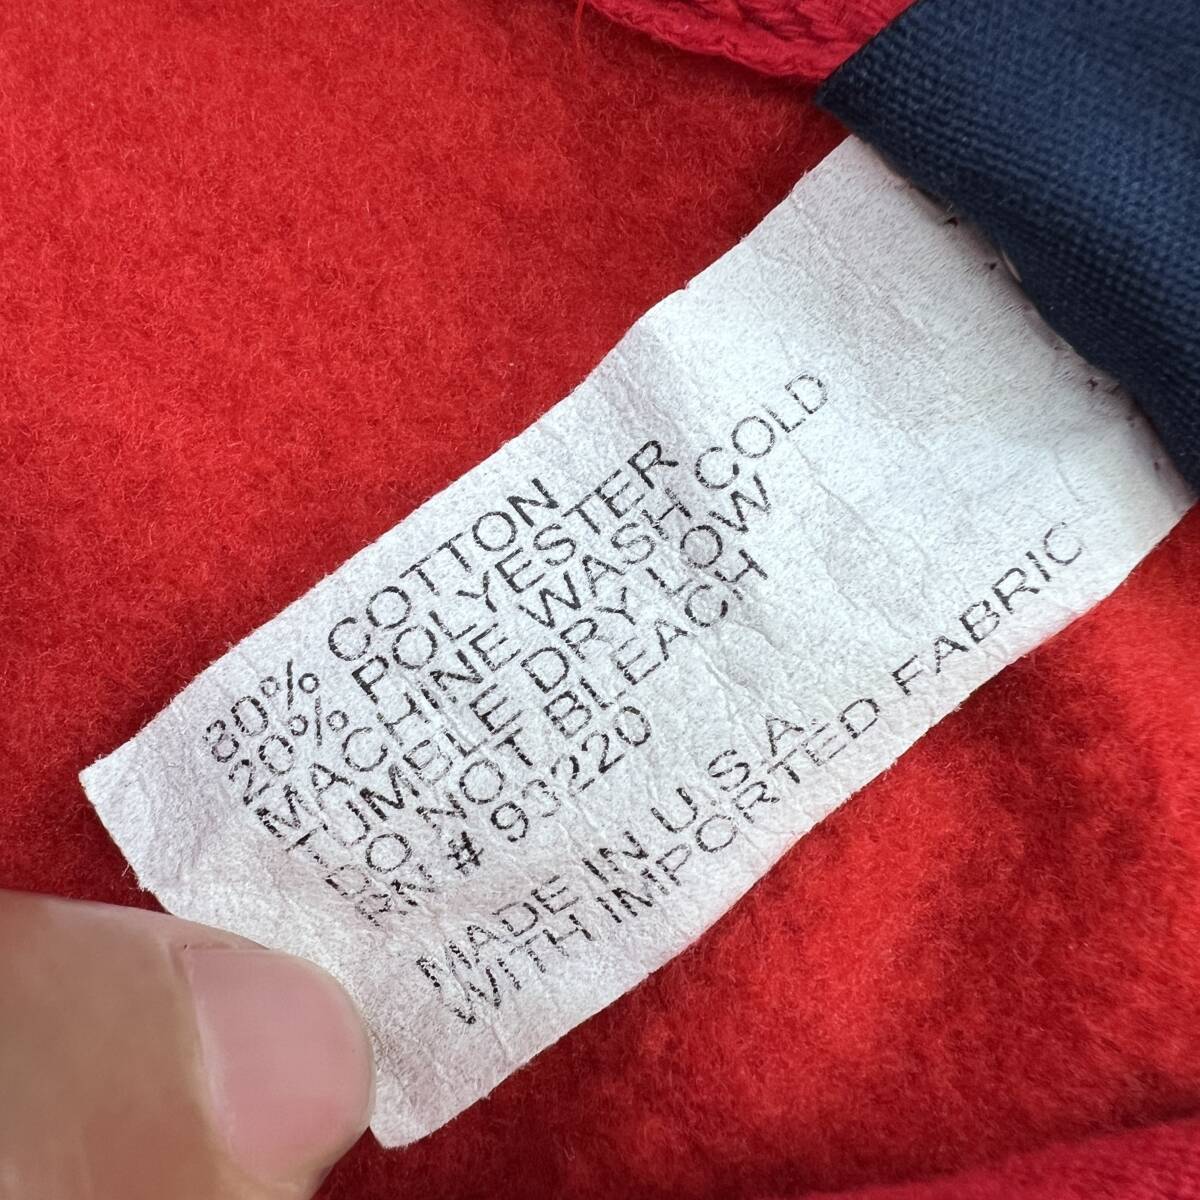 80% COTTON
20% POLYESTER
MACHINE WASH COLD
TUMBLE DRY LOW
DO NOT BLEACH
RN # 93220
MADE IN U.S.A.
WITH IMPORTED FABRIC